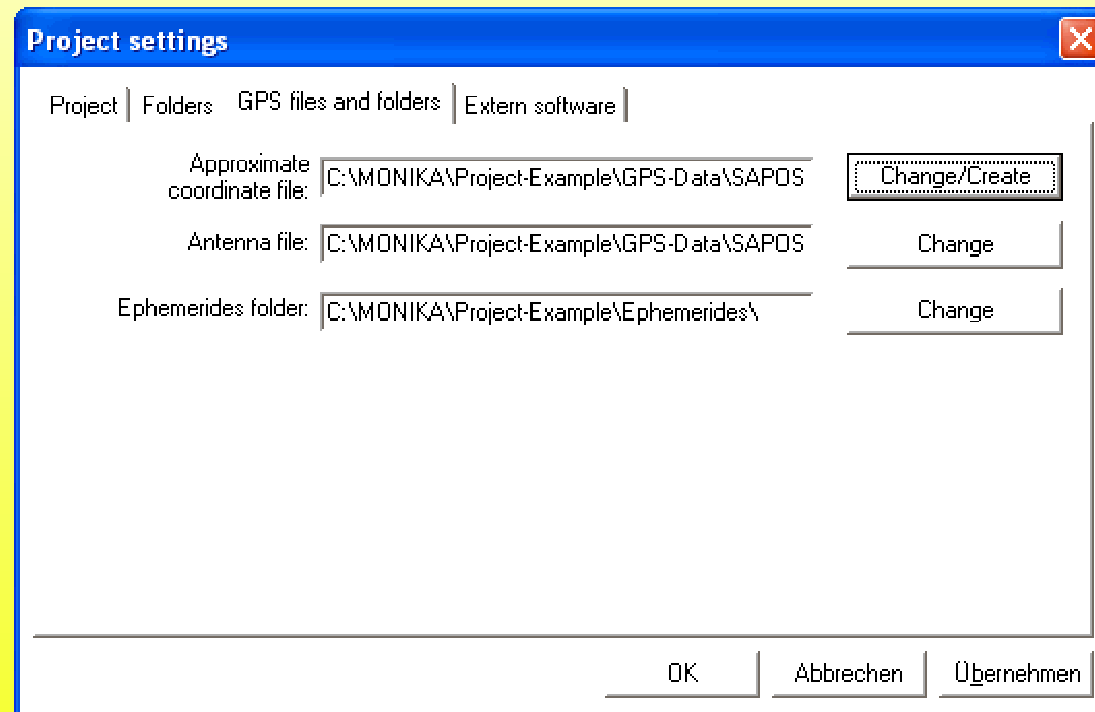 Project settings
Project Folders GPS files and folders Extern software
Approximate
coordinate file: C:\MONIKA\Project-Example\GPS-Data\SAPOS Change/Create
Antenna file: C:\MONIKA\Project-Example\GPS-Data\SAPOS Change
Ephemerides folder: C:\MONIKA\Project-Example\Ephemerides\ Change
OK Abbrechen Übernehmen